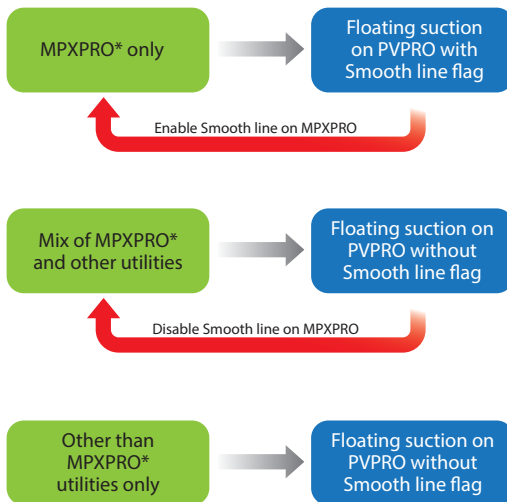 MPXPRO* only
Floating suction
on PVPRO with
Smooth line flag
Enable Smooth line on MPXPRO
Mix of MPXPRO*
and other utilities
Floating suction on
PVPRO without
Smooth line flag
Disable Smooth line on MPXPRO
Other than
MPXPRO*
utilities only
Floating suction on
PVPRO without
Smooth line flag